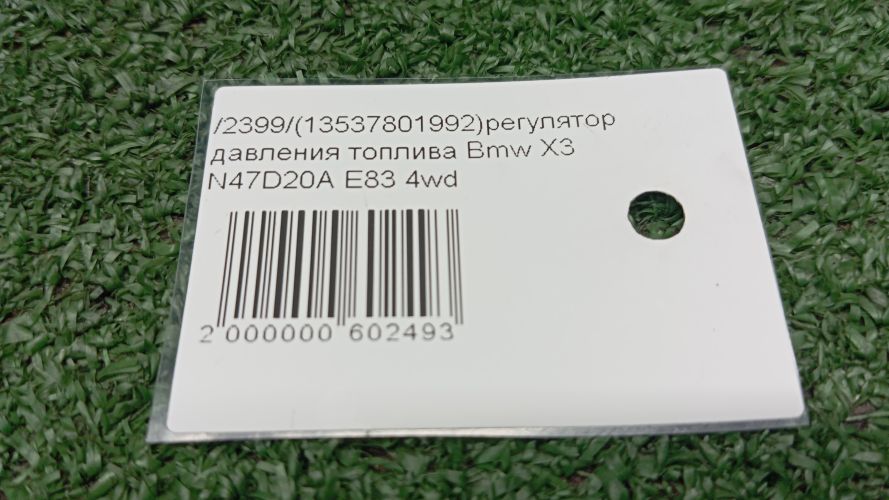 /2399/(13537801992)регулятор
давления топлива Bmw X3
N47D20A E83 4wd
2 000000 602493